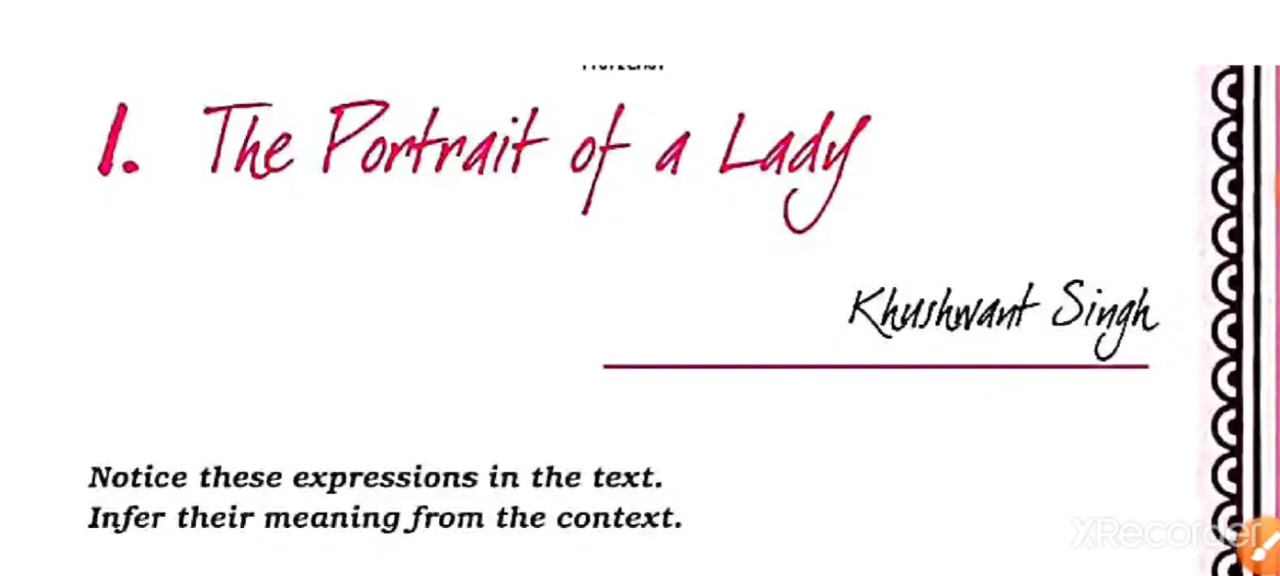 1. The Portrait of a Lady
Khushwant Singh
Notice these expressions in the text.
Infer their meaning from the context.
XRecorder